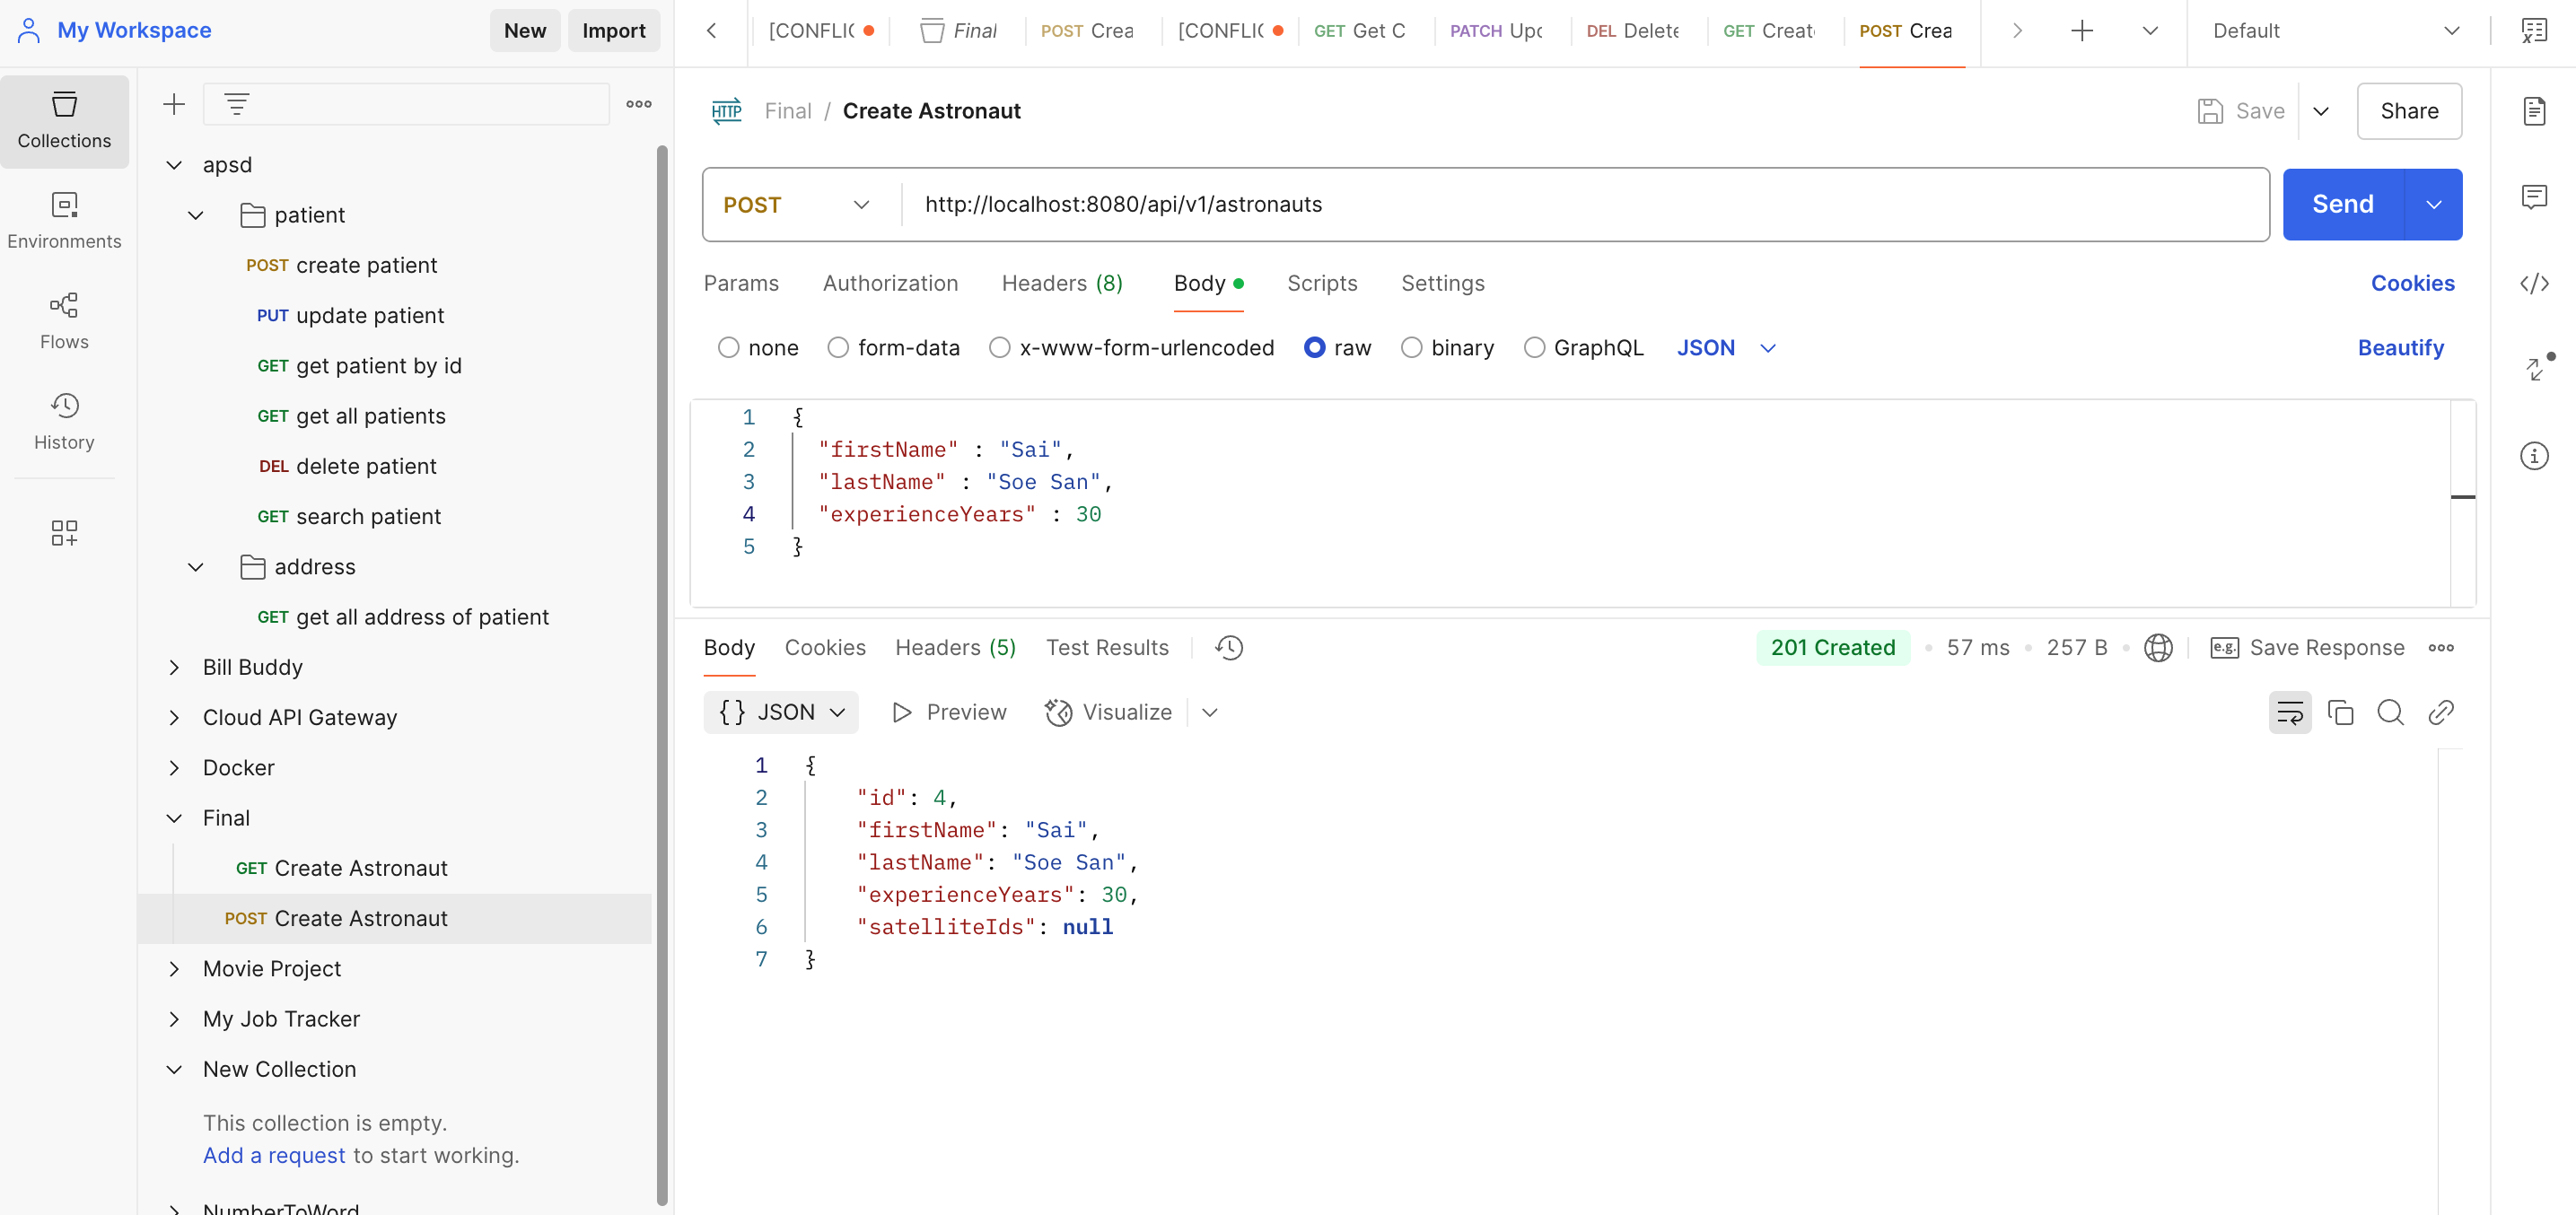 My Workspace
New
Import
[CONFLIC
Final
POST Crea
[CONFLIC
GET Get C
PATCH Upd
DEL Delete
GET Create
POST Crea
Default
Collections
Environments
Flows
History
apsd
patient
POST create patient
PUT update patient
GET get patient by id
GET get all patients
DEL delete patient
GET search patient
address
GET get all address of patient
Bill Buddy
Cloud API Gateway
Docker
Final
GET Create Astronaut
POST Create Astronaut
Movie Project
My Job Tracker
New Collection
This collection is empty.
Add a request to start working.
NumberToWord
HTTP Final / Create Astronaut
Save
Share
POST http://localhost:8080/api/v1/astronauts
Send
Params Authorization Headers (8) Body Scripts Settings Cookies
none form-data x-www-form-urlencoded raw binary GraphQL JSON Beautify
1 {
2 "firstName" : "Sai",
3 "lastName" : "Soe San",
4 "experienceYears" : 30
5 }
Body Cookies Headers (5) Test Results 201 Created • 57 ms • 257 B • e.g. Save Response
{} JSON Preview Visualize
1 {
2 "id": 4,
3 "firstName": "Sai",
4 "lastName": "Soe San",
5 "experienceYears": 30,
6 "satelliteIds": null
7 }